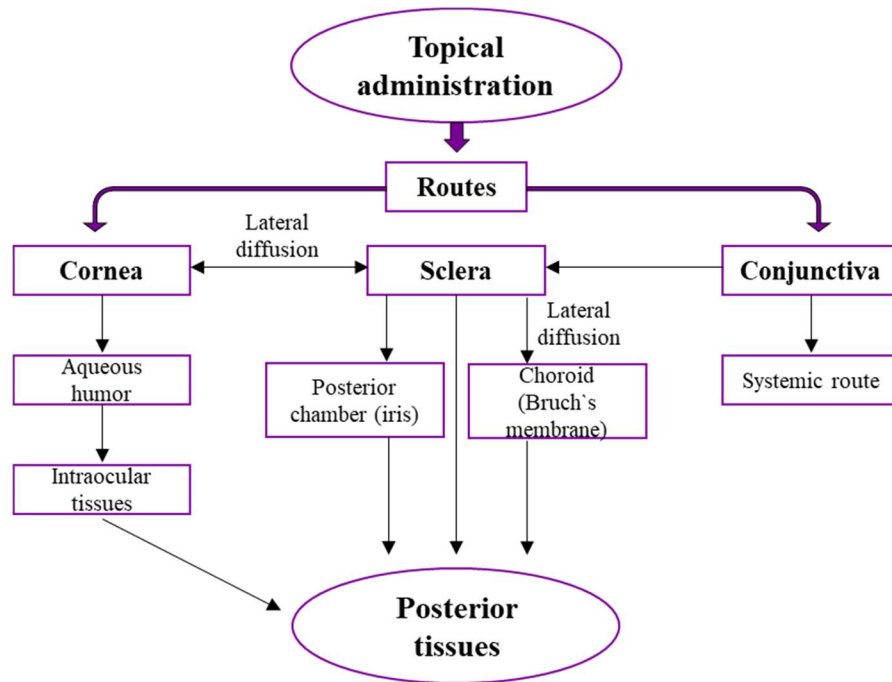 Topical
administration
Routes
Lateral
diffusion
Cornea
Sclera
Conjunctiva
Lateral
diffusion
Aqueous
humor
Posterior
chamber (iris)
Choroid
(Bruch`s
membrane)
Systemic route
Intraocular
tissues
Posterior
tissues